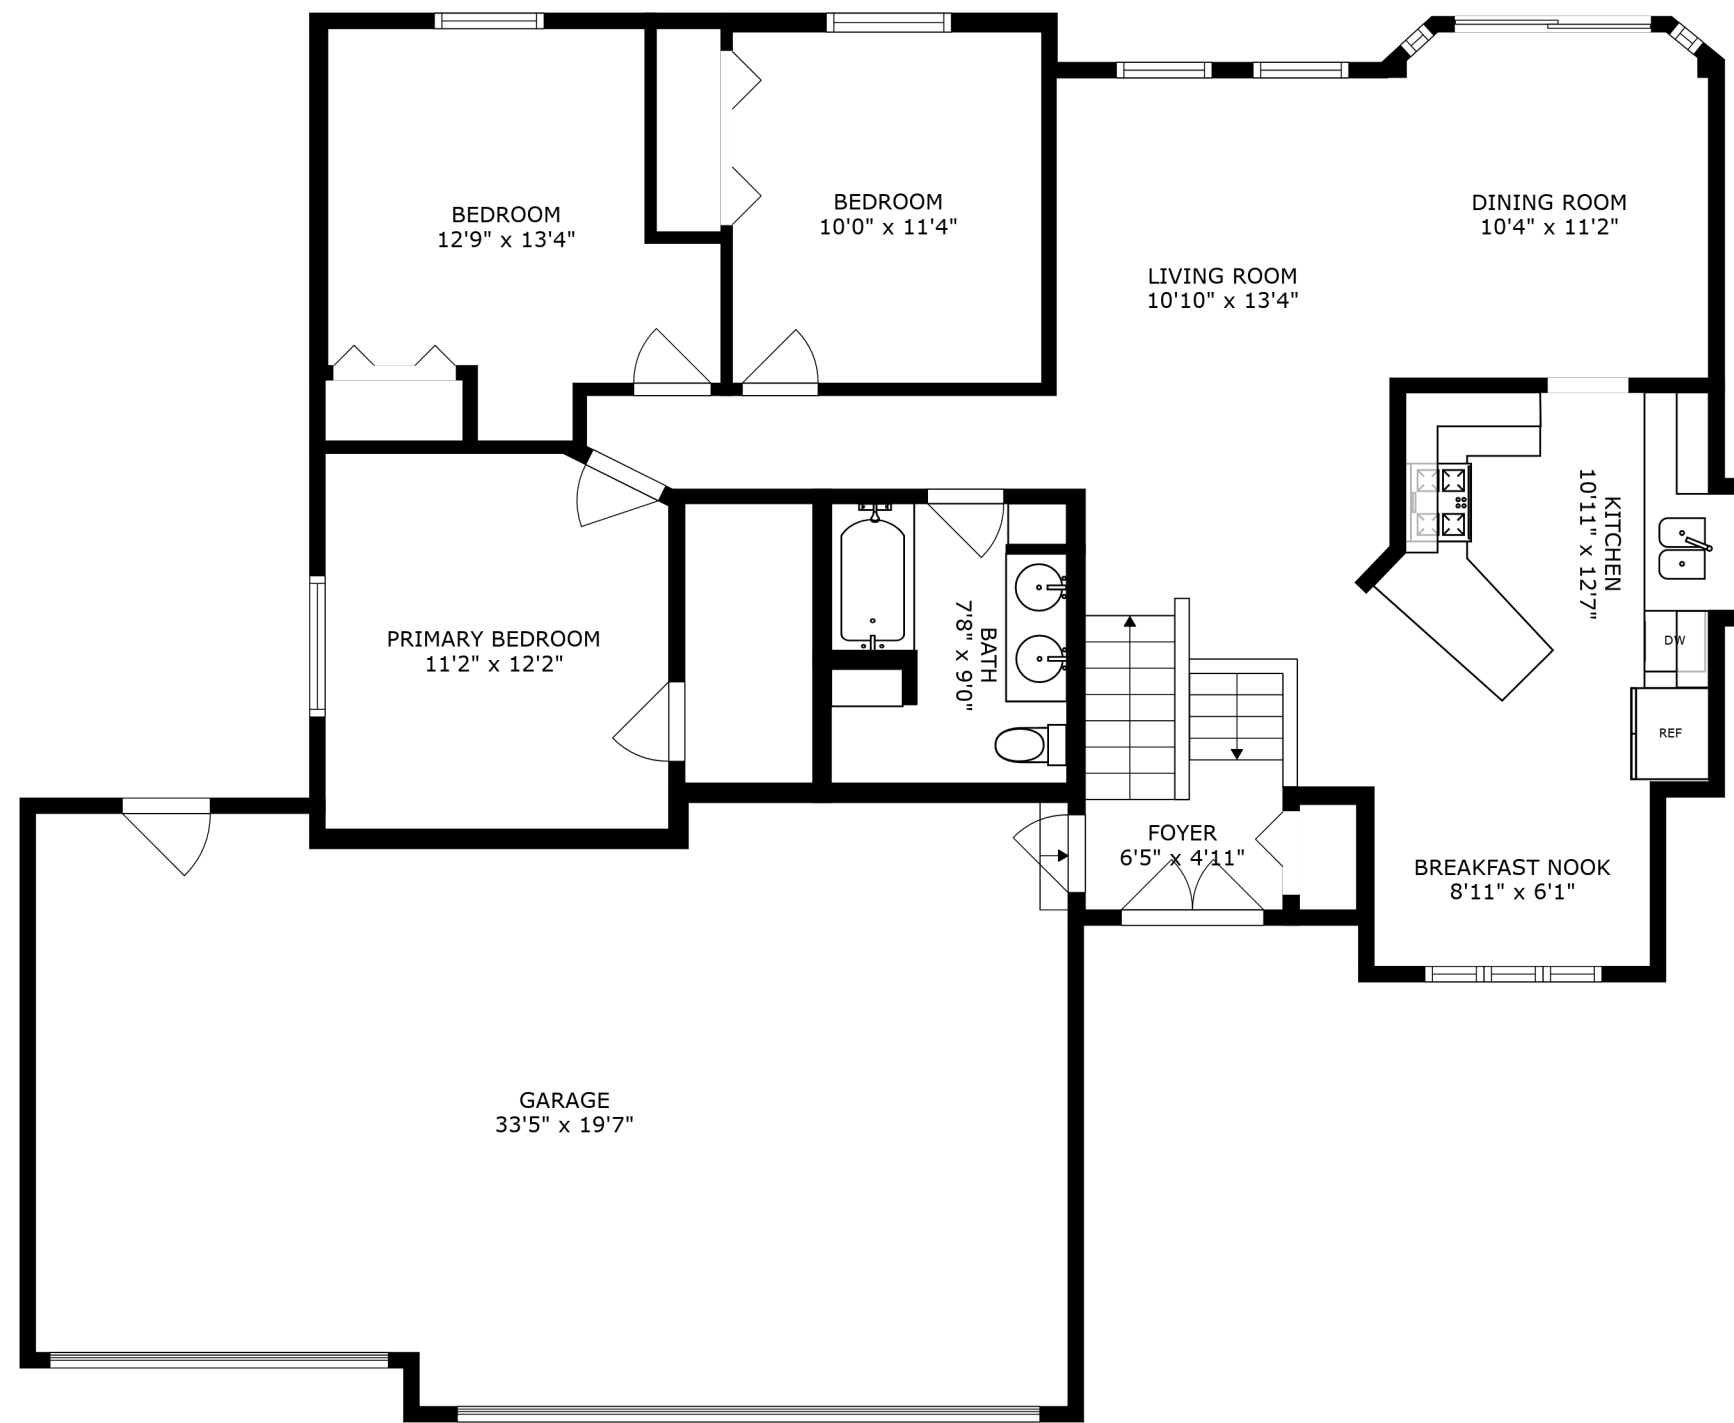 BEDROOM
12'9" x 13'4"
BEDROOM
10'0" x 11'4"
DINING ROOM
10'4" x 11'2"
LIVING ROOM
10'10" x 13'4"
KITCHEN
10'11" x 12'7"
PRIMARY BEDROOM
11'2" x 12'2"
BATH
7'8" x 9'0"
DW
REF
FOYER
6'5" x 4'11"
BREAKFAST NOOK
8'11" x 6'1"
GARAGE
33'5" x 19'7"